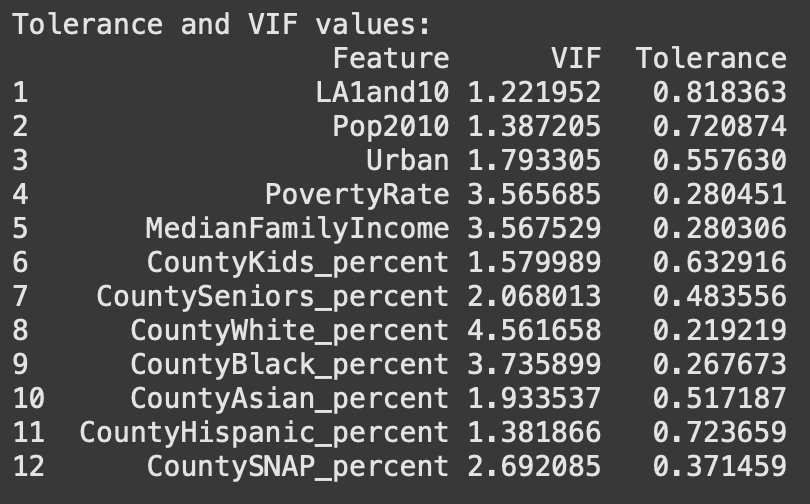 Tolerance and VIF values:
Feature VIF Tolerance
1 LA1and10 1.221952 0.818363
2 Pop2010 1.387205 0.720874
3 Urban 1.793305 0.557630
4 PovertyRate 3.565685 0.280451
5 MedianFamilyIncome 3.567529 0.280306
6 CountyKids_percent 1.579989 0.632916
7 CountySeniors_percent 2.068013 0.483556
8 CountyWhite_percent 4.561658 0.219219
9 CountyBlack_percent 3.735899 0.267673
10 CountyAsian_percent 1.933537 0.517187
11 CountyHispanic_percent 1.381866 0.723659
12 CountySNAP_percent 2.692085 0.371459